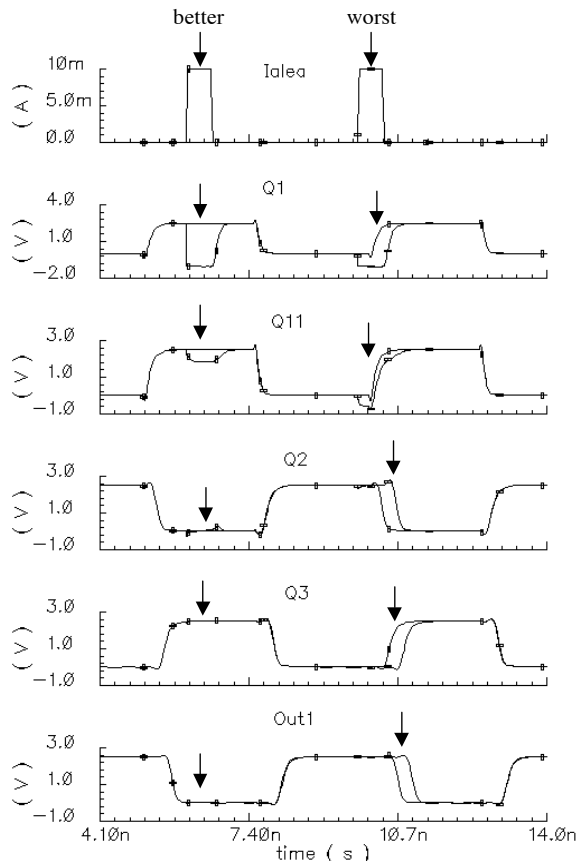 better worst
10m Ialea
5.0m
0.0
( A )
Q1
4.0
1.0
-2.0
( V )
Q11
3.0
1.0
-1.0
( V )
Q2
3.0
1.0
-1.0
( V )
Q3
3.0
1.0
-1.0
( V )
Out1
3.0
1.0
-1.0
( V )
4.10n 7.40n 10.7n 14.0n
time ( s )